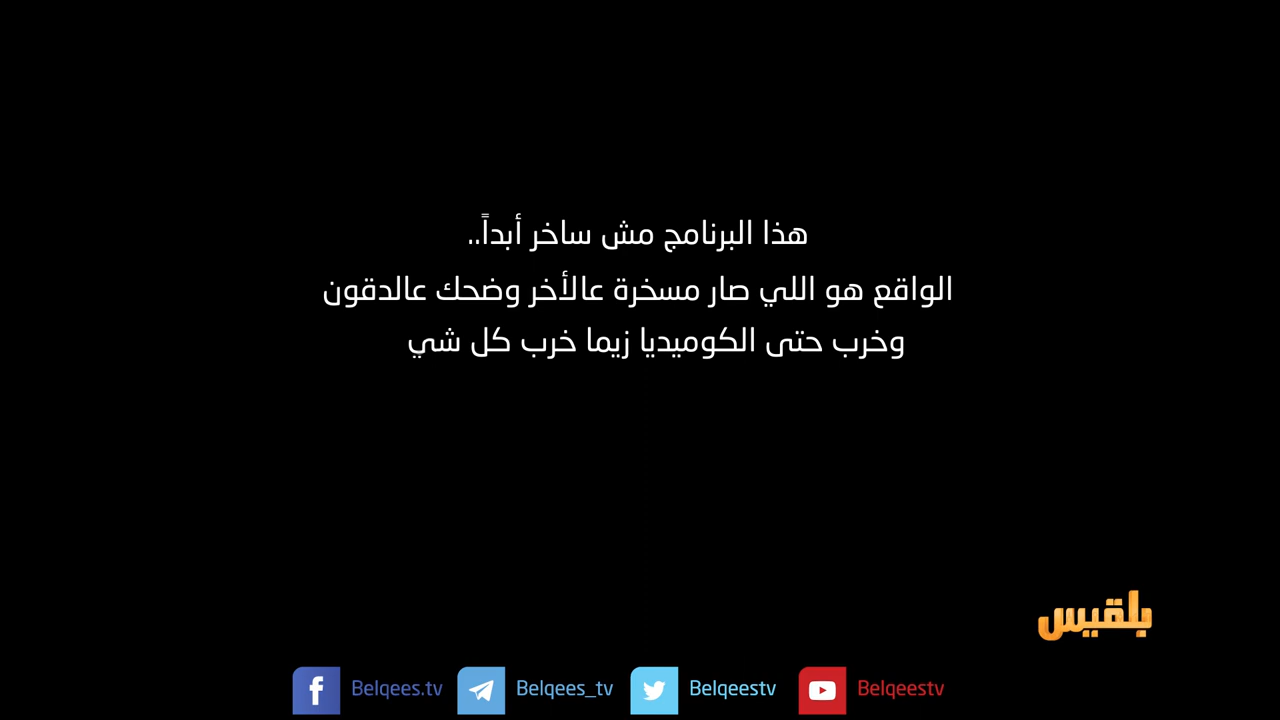 هذا البرنامج مش ساخر أبداً..
الواقع هو اللي صار مسخرة عالأخر وضحك عالدقون
وخرب حتى الكوميديا زيما خرب كل شي
بلقيس
Belqees.tv Belqees_tv Belqeestv Belqeestv